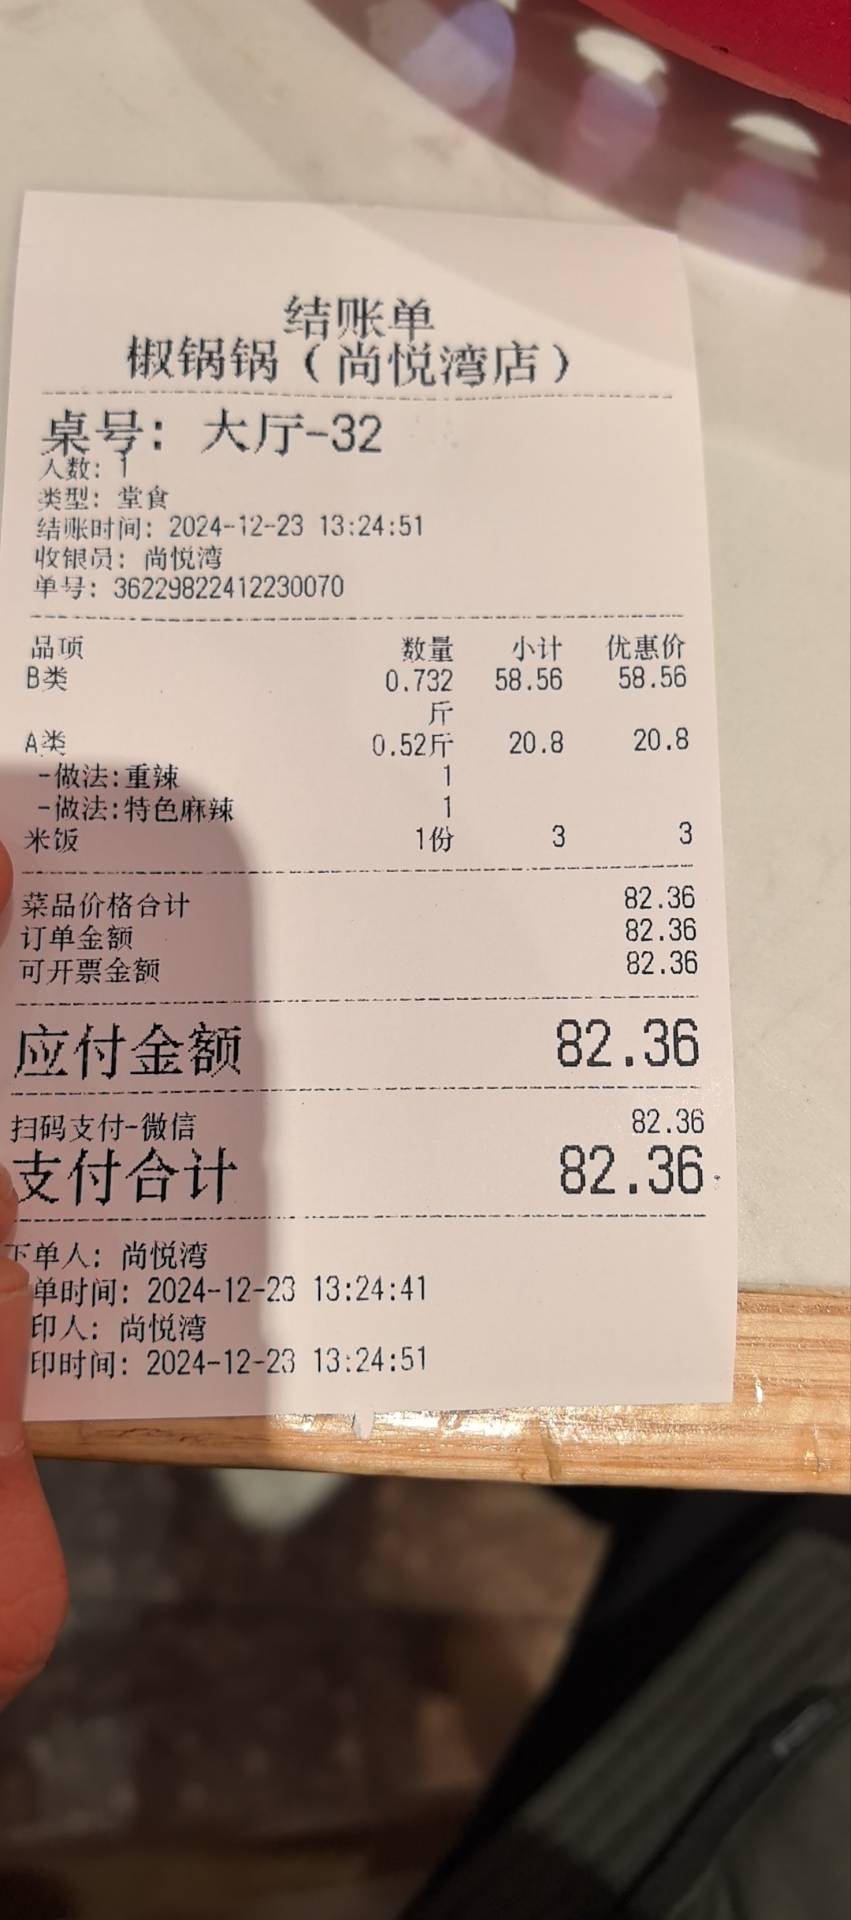 结账单
椒锅锅（尚悦湾店）
桌号：大厅-32
人数：1
类型：堂食
结账时间：2024-12-23 13:24:51
收银员：尚悦湾
单号：36229822412230070
品项 数量 小计 优惠价
B类 0.732 58.56 58.56
斤
A类 0.52斤 20.8 20.8
-做法:重辣 1
-做法:特色麻辣 1
米饭 1份 3 3
菜品价格合计 82.36
订单金额 82.36
可开票金额 82.36
应付金额 82.36
扫码支付-微信 82.36
支付合计 82.36
下单人：尚悦湾
单时间：2024-12-23 13:24:41
印人：尚悦湾
印时间：2024-12-23 13:24:51